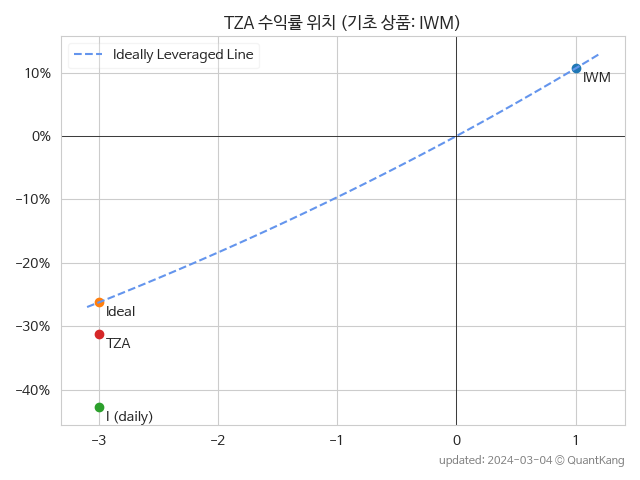 TZA 수익률 위치 (기초 상품: IWM)
Ideally Leveraged Line
10%
0%
−10%
−20%
−30%
−40%
IWM
Ideal
TZA
I (daily)
−3
−2
−1
0
1
updated: 2024-03-04 © QuantKang